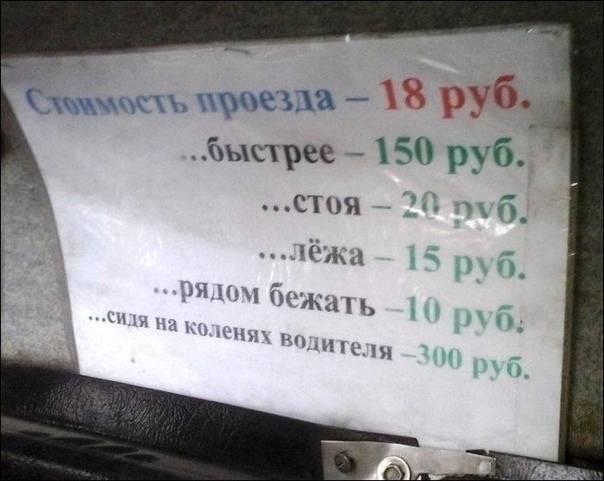 Стоимость проезда – 18 руб.
...быстрее – 150 руб.
...стоя – 20 руб.
...лёжа – 15 руб.
...рядом бежать –10 руб.
...сидя на коленях водителя –300 руб.